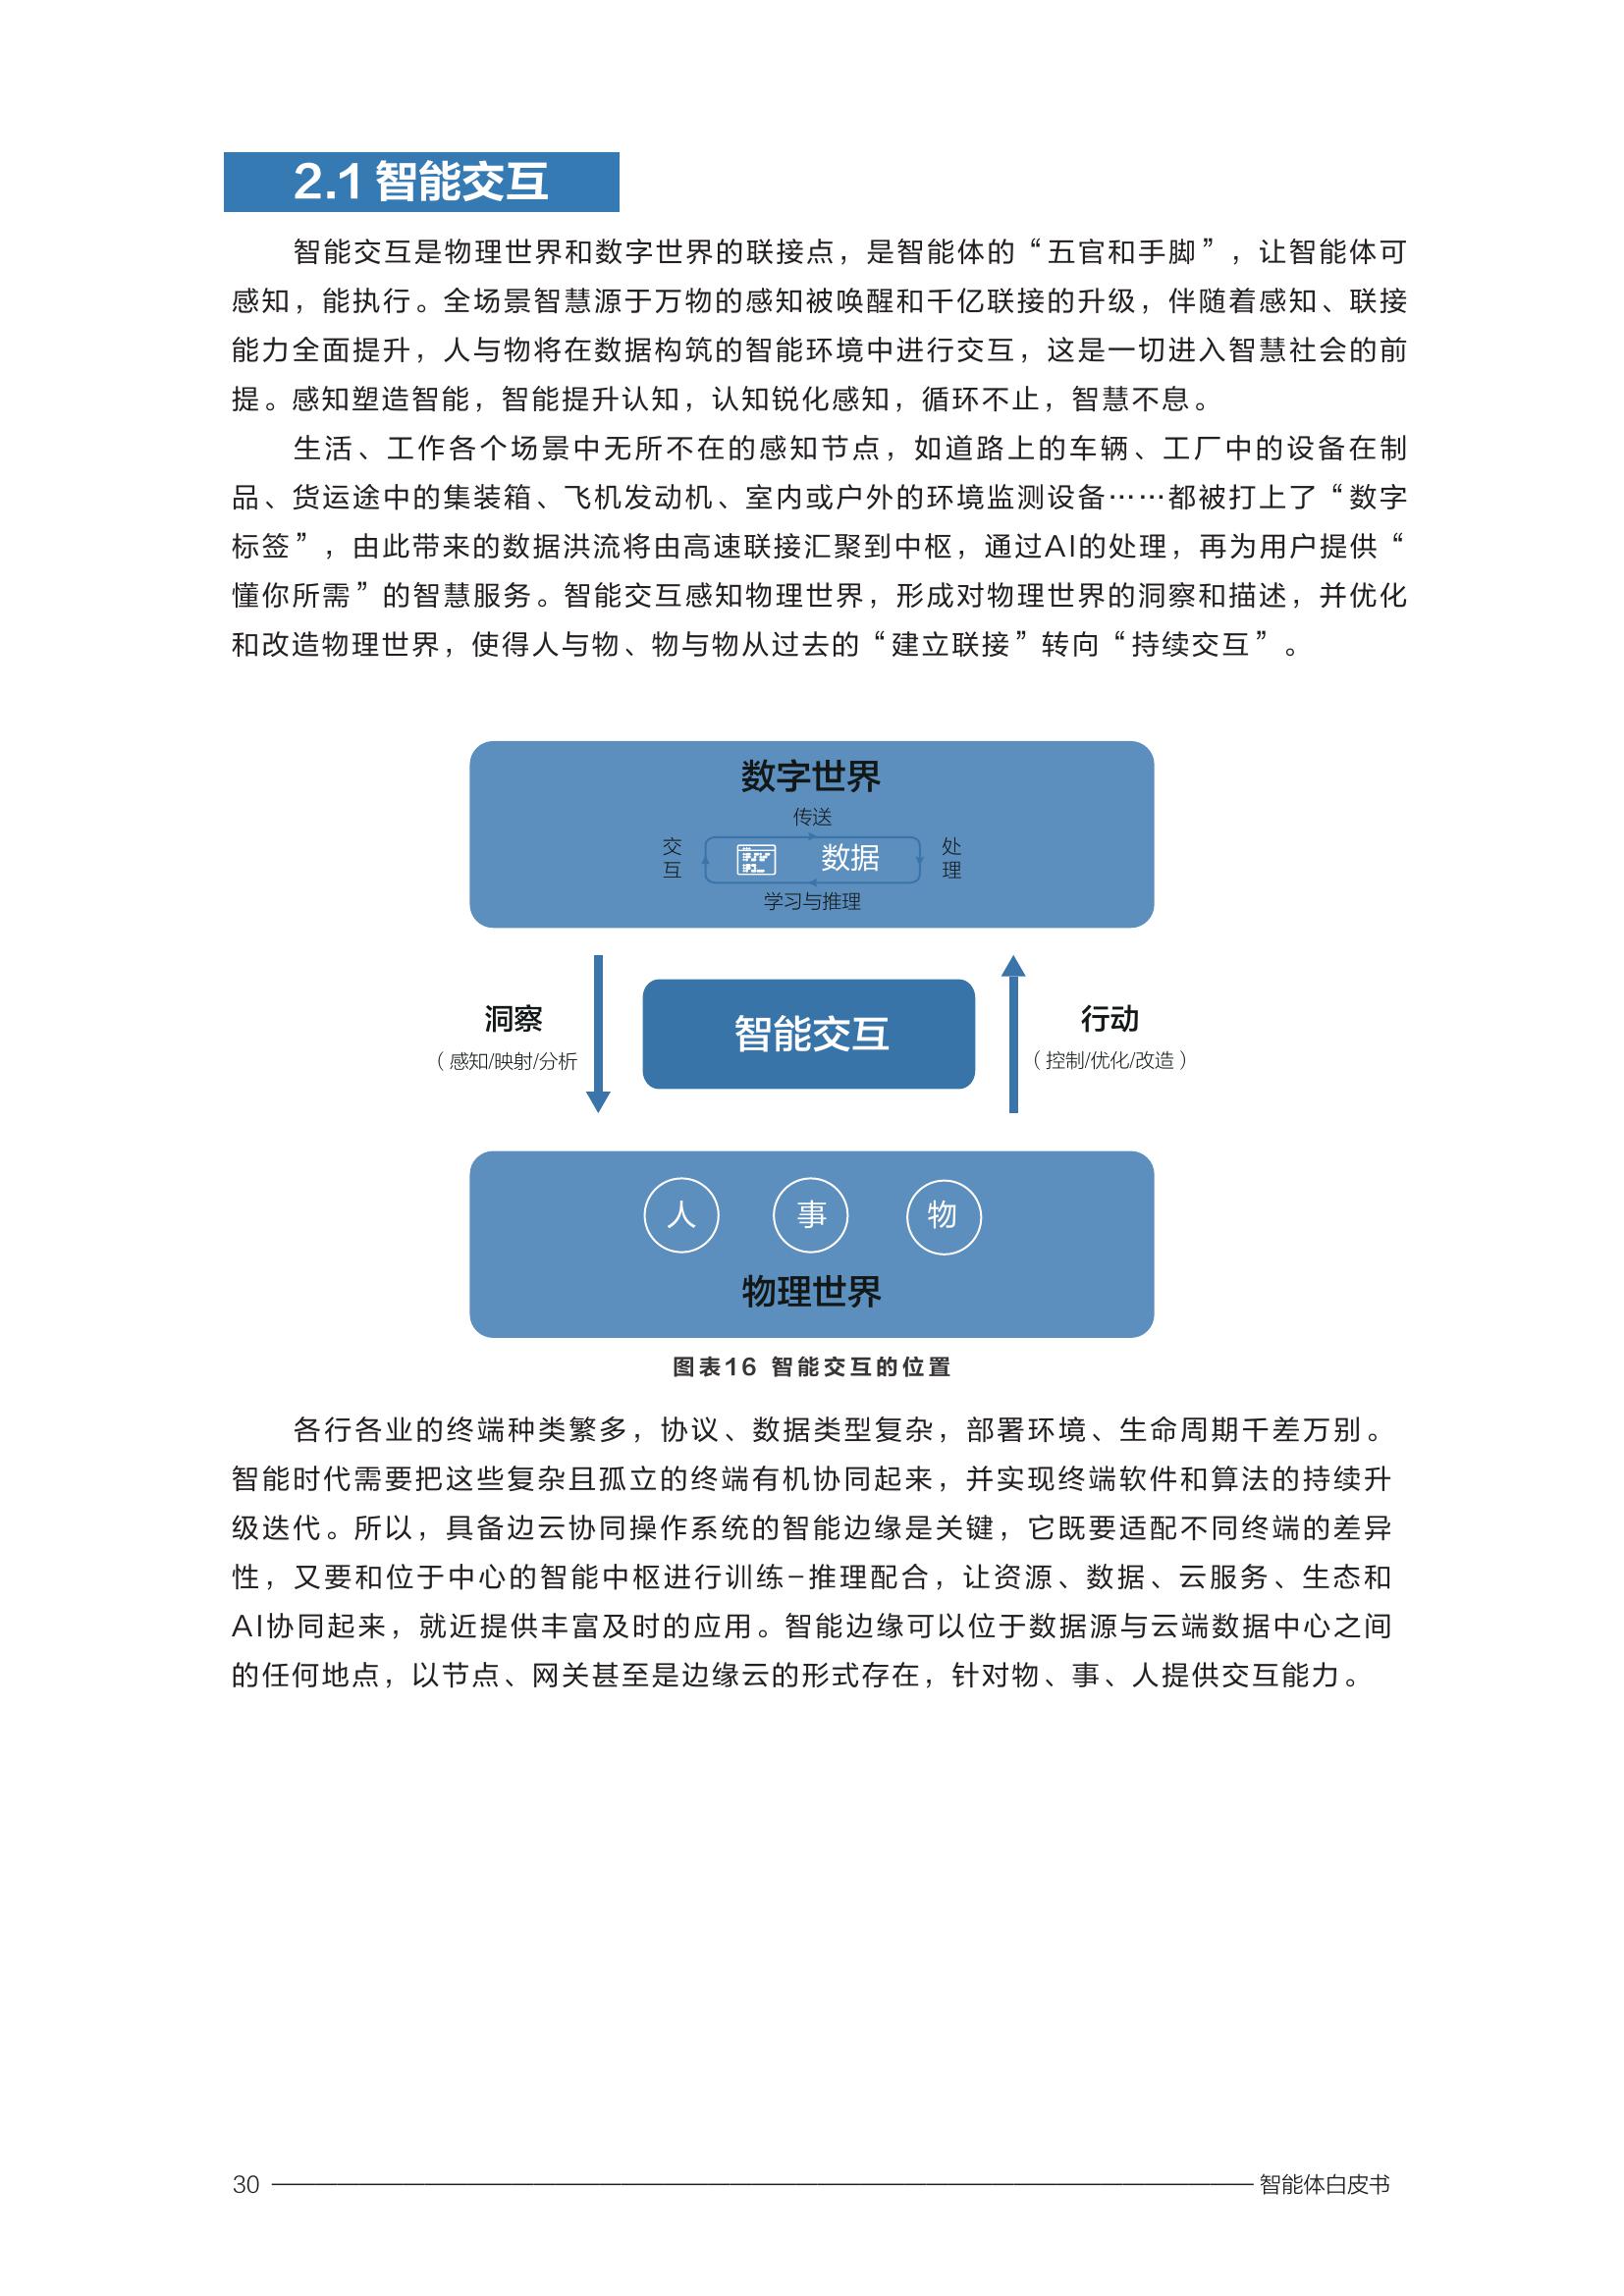 2.1 智能交互
智能交互是物理世界和数字世界的联接点，是智能体的“五官和手脚”，让智能体可
感知，能执行。全场景智慧源于万物的感知被唤醒和千亿联接的升级，伴随着感知、联接
能力全面提升，人与物将在数据构筑的智能环境中进行交互，这是一切进入智慧社会的前
提。感知塑造智能，智能提升认知，认知锐化感知，循环不止，智慧不息。
生活、工作各个场景中无所不在的感知节点，如道路上的车辆、工厂中的设备在制
品、货运途中的集装箱、飞机发动机、室内或户外的环境监测设备……都被打上了“数字
标签”，由此带来的数据洪流将由高速联接汇聚到中枢，通过AI的处理，再为用户提供“
懂你所需”的智慧服务。智能交互感知物理世界，形成对物理世界的洞察和描述，并优化
和改造物理世界，使得人与物、物与物从过去的“建立联接”转向“持续交互”。
数字世界
传送
交互
数据
处理
学习与推理
洞察
（感知/映射/分析
智能交互
行动
（控制/优化/改造）
人 事 物
物理世界
图表16 智能交互的位置
各行各业的终端种类繁多，协议、数据类型复杂，部署环境、生命周期千差万别。
智能时代需要把这些复杂且孤立的终端有机协同起来，并实现终端软件和算法的持续升
级迭代。所以，具备边云协同操作系统的智能边缘是关键，它既要适配不同终端的差异
性，又要和位于中心的智能中枢进行训练-推理配合，让资源、数据、云服务、生态和
AI协同起来，就近提供丰富及时的应用。智能边缘可以位于数据源与云端数据中心之间
的任何地点，以节点、网关甚至是边缘云的形式存在，针对物、事、人提供交互能力。
30
智能体白皮书